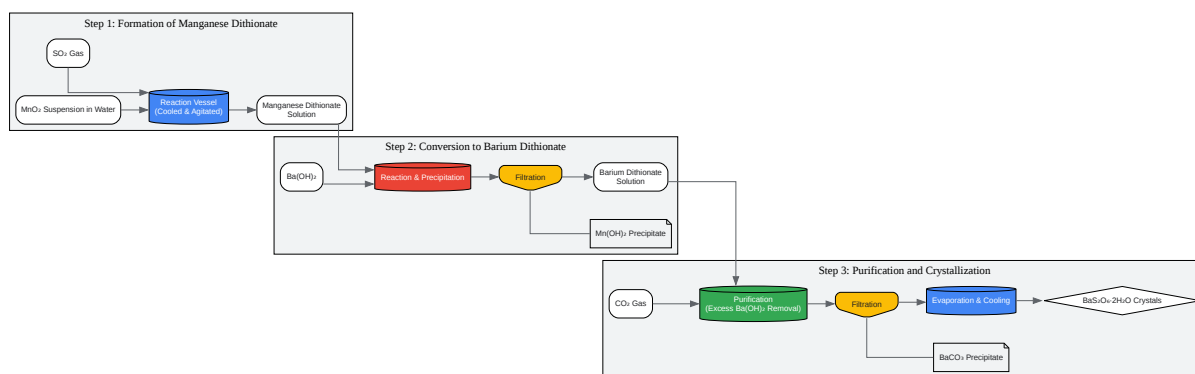 Step 1: Formation of Manganese Dithionate
SO₂ Gas
MnO₂ Suspension in Water
Reaction Vessel
(Cooled & Agitated)
Manganese Dithionate
Solution
Step 2: Conversion to Barium Dithionate
Ba(OH)₂
Reaction & Precipitation
Filtration
Barium Dithionate
Solution
Mn(OH)₂ Precipitate
Step 3: Purification and Crystallization
CO₂ Gas
Purification
(Excess Ba(OH)₂ Removal)
Filtration
Evaporation & Cooling
BaS₂O₆·2H₂O Crystals
BaCO₃ Precipitate